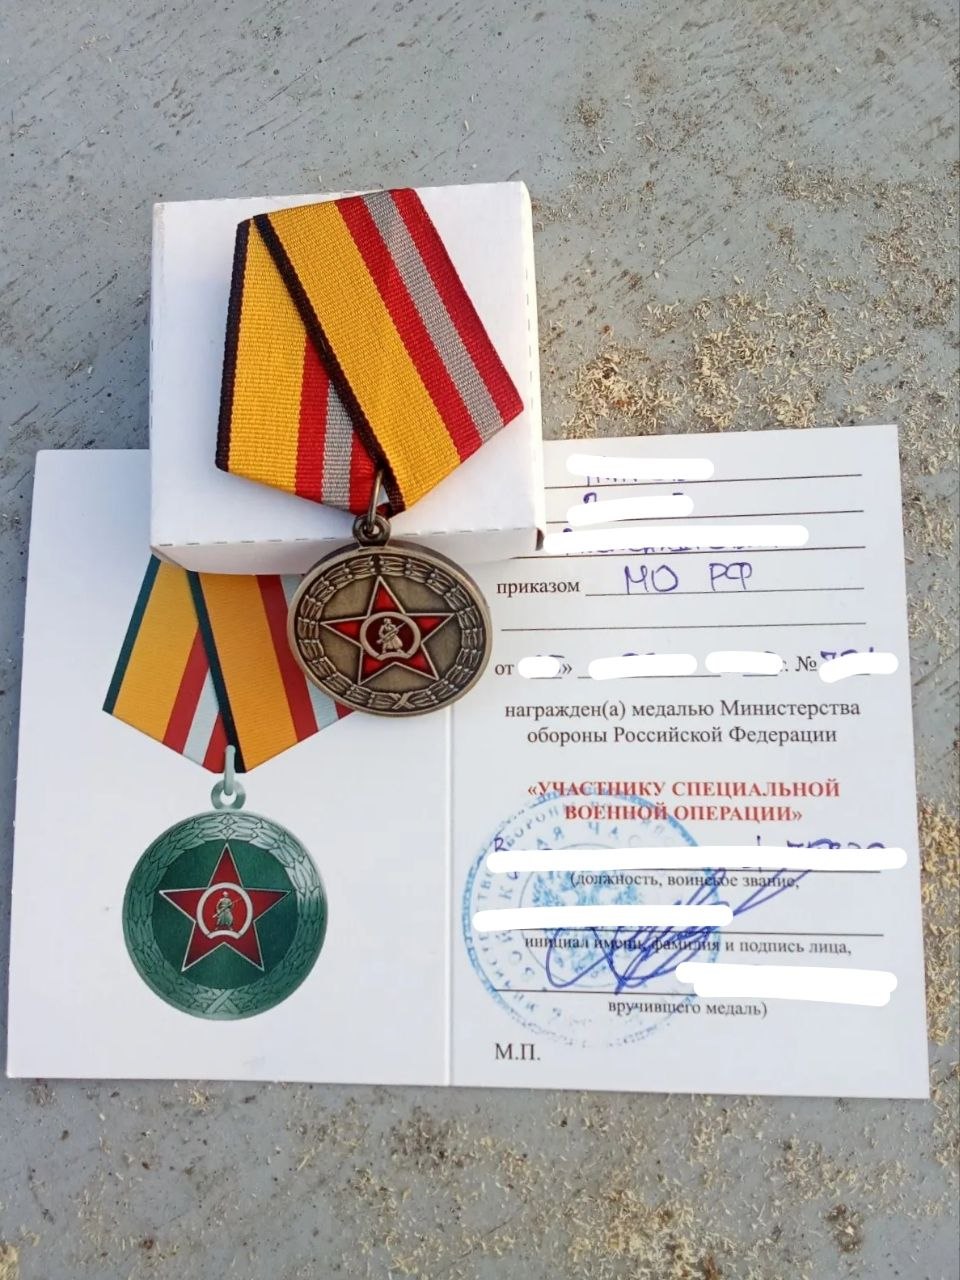 приказом МО РФ
от » г. №
награжден(а) медалью Министерства
обороны Российской Федерации
«УЧАСТНИКУ СПЕЦИАЛЬНОЙ
ВОЕННОЙ ОПЕРАЦИИ»
(должность, воинское звание,
инициал имени, фамилия и подпись лица,
вручившего медаль)
М.П.